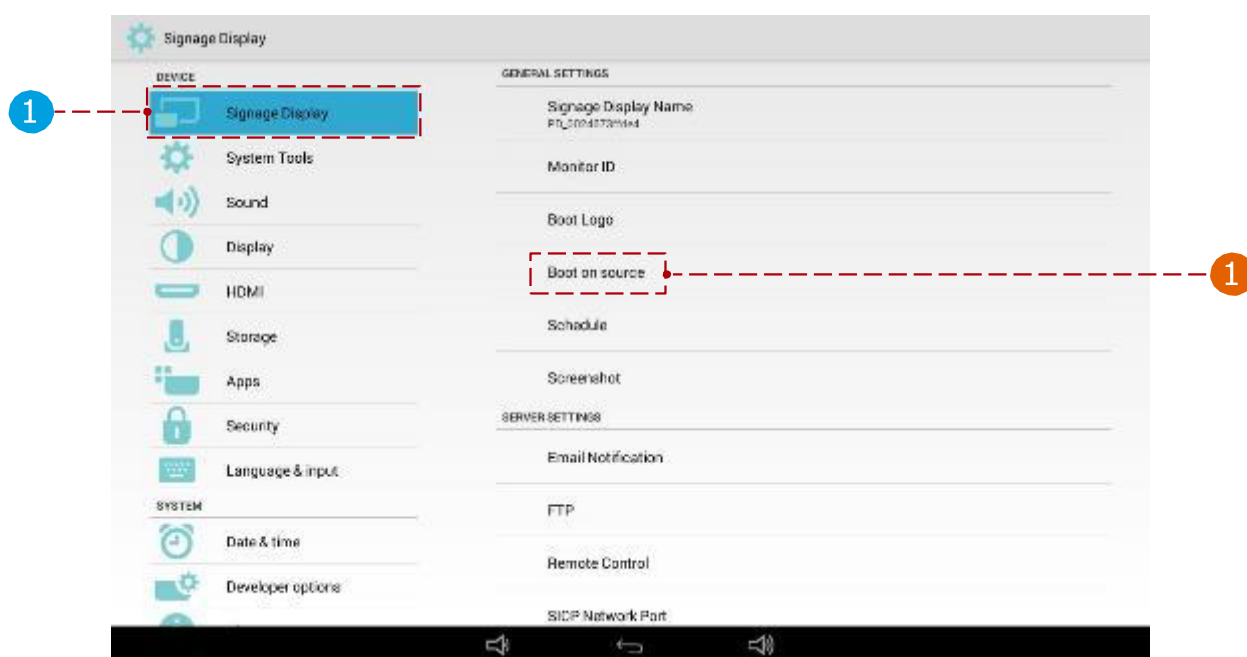 Signage Display
DEVICE
1
Signage Display
System Tools
Sound
Display
HDMI
Storage
Apps
Security
Language & input
SYSTEM
Date & time
Developer options
GENERAL SETTINGS
Signage Display Name
Monitor ID
Boot Logo
Boot on source
1
Schedule
Screenshot
SERVER SETTINGS
Email Notification
FTP
Remote Control
SICP Network Port